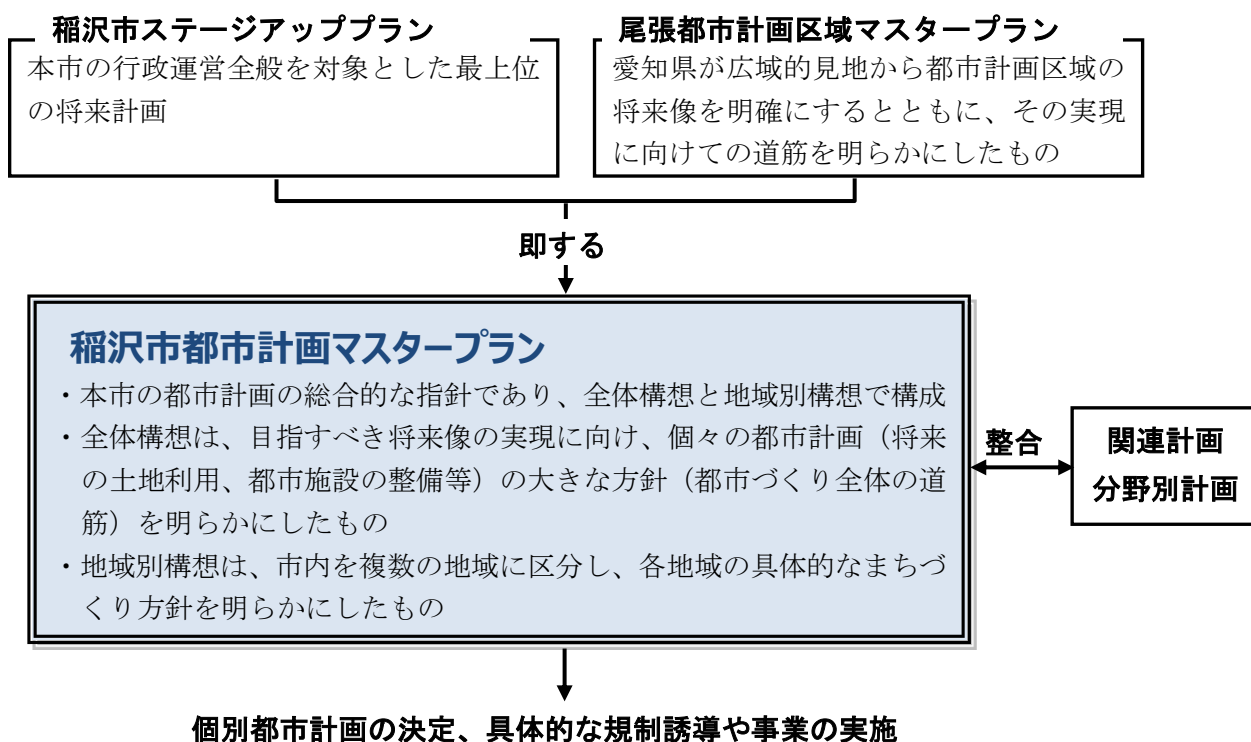 稲沢市ステージアッププラン
本市の行政運営全般を対象とした最上位
の将来計画
尾張都市計画区域マスタープラン
愛知県が広域的見地から都市計画区域の
将来像を明確にするとともに、その実現
に向けての道筋を明らかにしたもの
即する
稲沢市都市計画マスタープラン
・本市の都市計画の総合的な指針であり、全体構想と地域別構想で構成
・全体構想は、目指すべき将来像の実現に向け、個々の都市計画（将来
の土地利用、都市施設の整備等）の大きな方針（都市づくり全体の道
筋）を明らかにしたもの
・地域別構想は、市内を複数の地域に区分し、各地域の具体的なまちづ
くり方針を明らかにしたもの
整合
関連計画
分野別計画
個別都市計画の決定、具体的な規制誘導や事業の実施